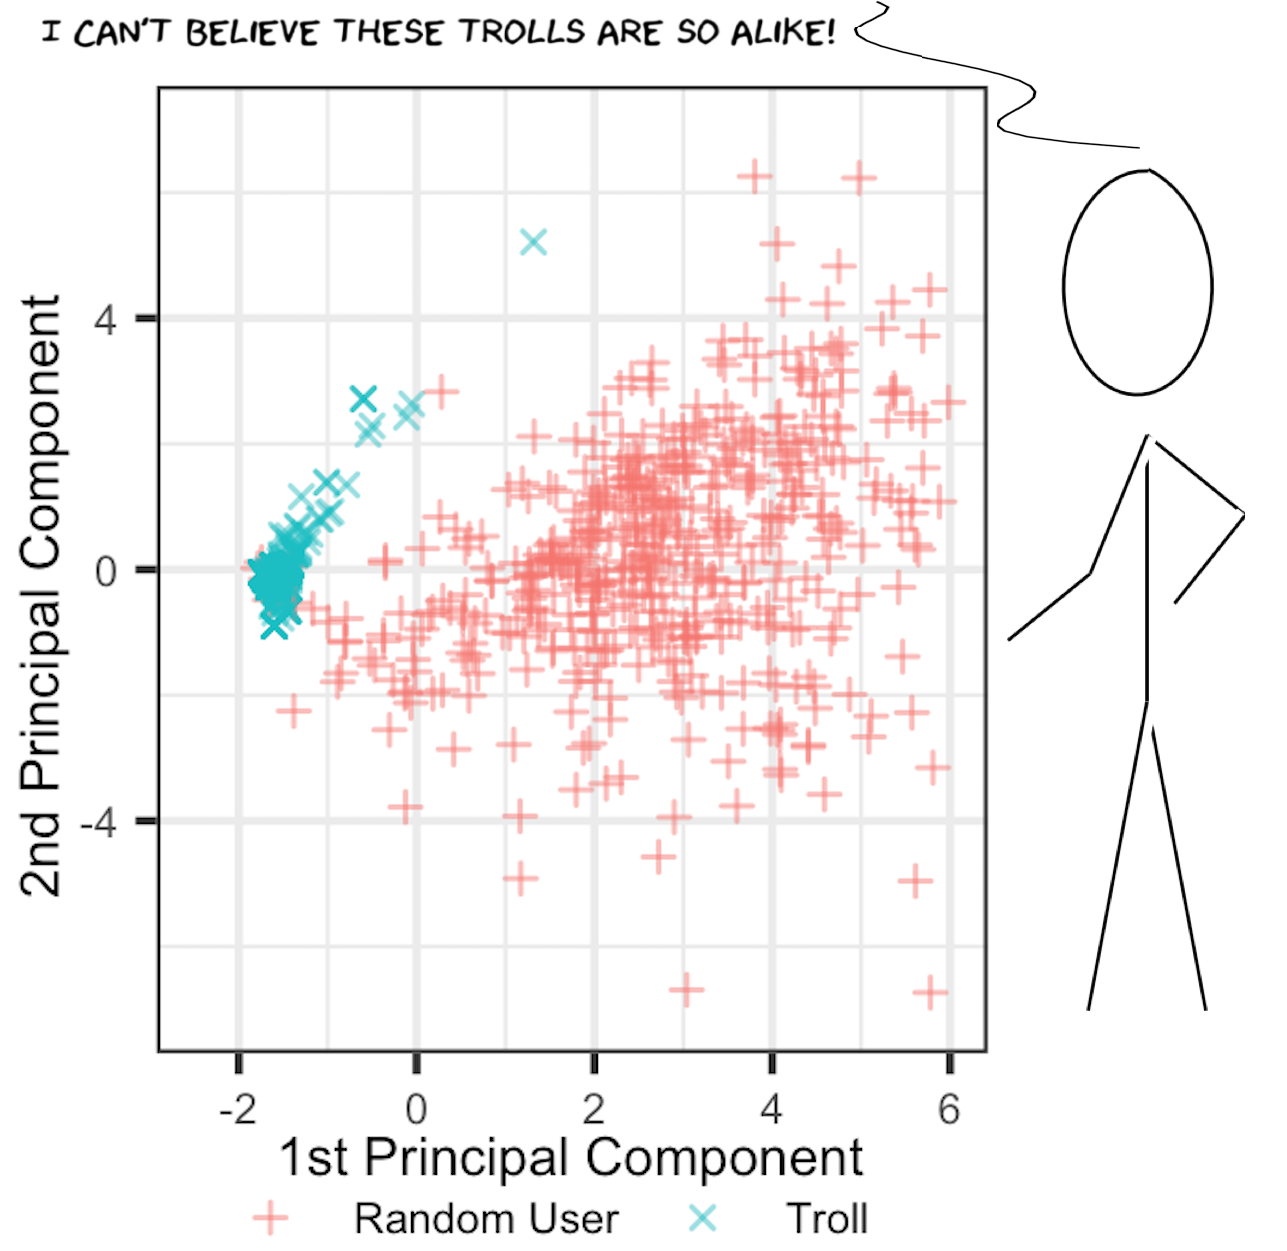 I CAN'T BELIEVE THESE TROLLS ARE SO ALIKE!
2nd Principal Component
4
0
-4
-2 0 2 4 6
1st Principal Component
Random User Troll